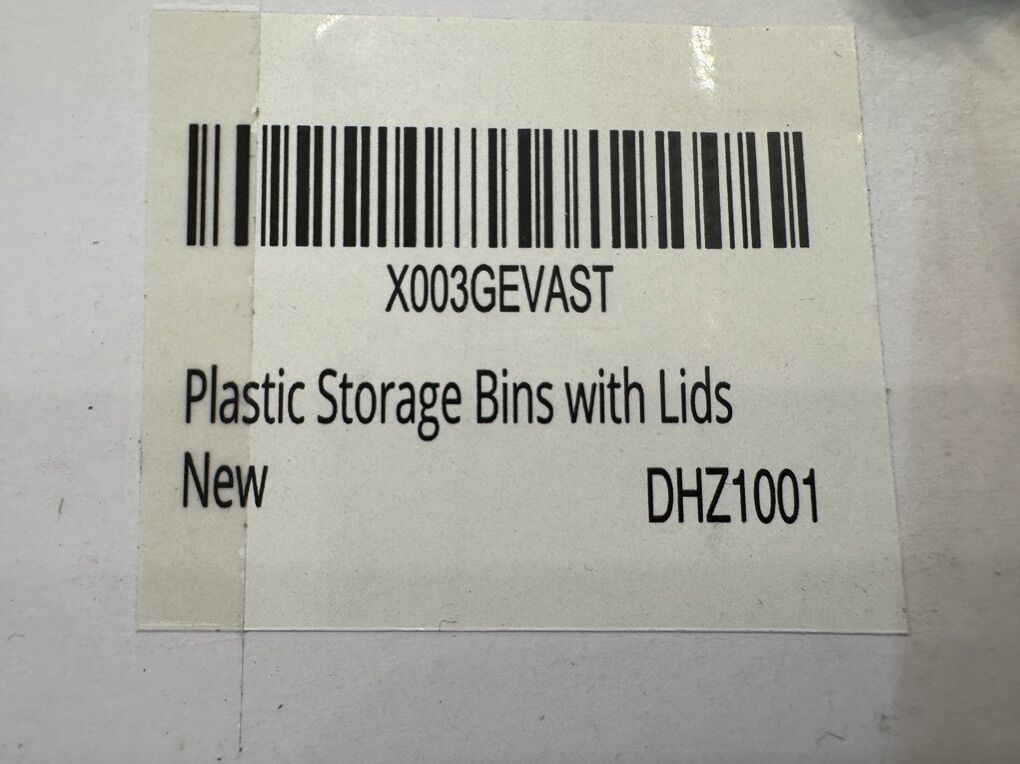 X003GEVAST
Plastic Storage Bins with Lids
New
DHZ1001